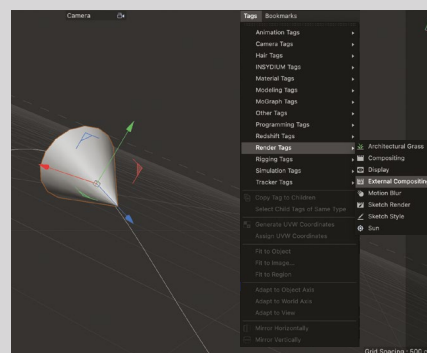 Camera
Tags Bookmarks
Animation Tags
Camera Tags
Hair Tags
INSYDIUM Tags
Material Tags
Modeling Tags
MoGraph Tags
Other Tags
Programming Tags
Redshift Tags
Render Tags
Rigging Tags
Simulation Tags
Tracker Tags
Architectural Grass
Compositing
Display
External Compositing
Motion Blur
Sketch Render
Sketch Style
Sun
Copy Tag to Children
Select Child Tags of Same Type
Generate UVW Coordinates
Assign UVW Coordinates
Fit to Object
Fit to Image...
Fit to Region
Adapt to Object Axis
Adapt to World Axis
Adapt to View
Mirror Horizontally
Mirror Vertically
Grid Spacing : 500